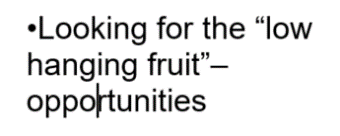 •Looking for the “low
hanging fruit”–
opportunities